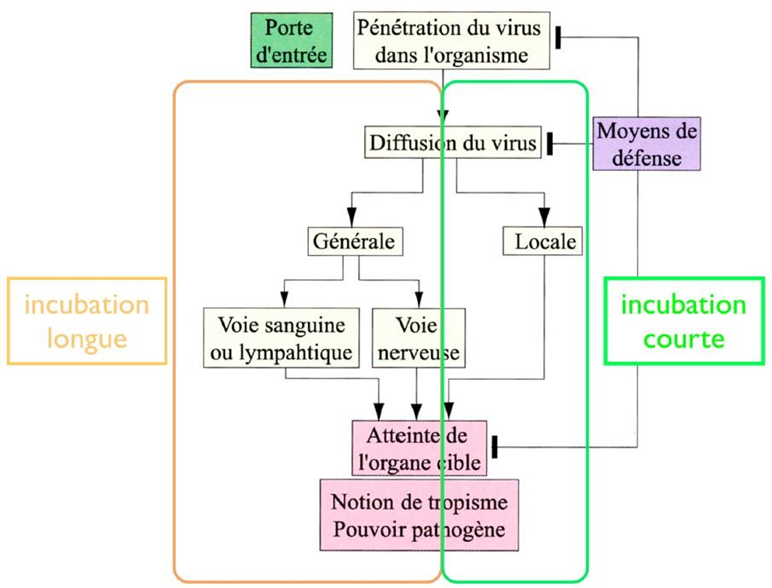 Porte
d'entrée
Pénétration du virus
dans l'organisme
Diffusion du virus
Moyens de
défense
Générale
Locale
incubation
longue
Voie sanguine
ou lympahtique
Voie
nerveuse
incubation
courte
Atteinte de
l'organe cible
Notion de tropisme
Pouvoir pathogène